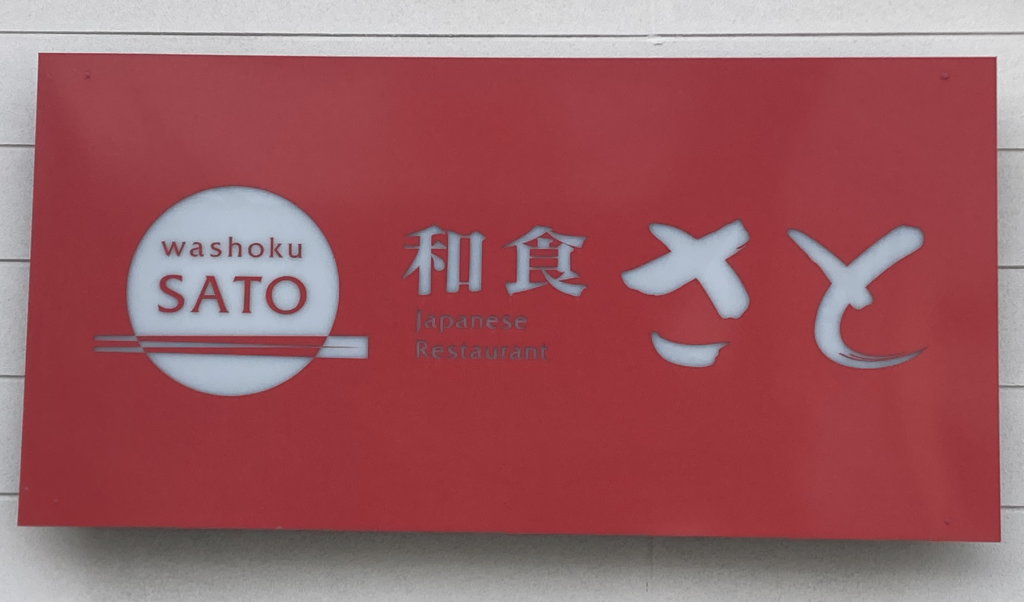 washoku
SATO
和食さと
Japanese
Restaurant